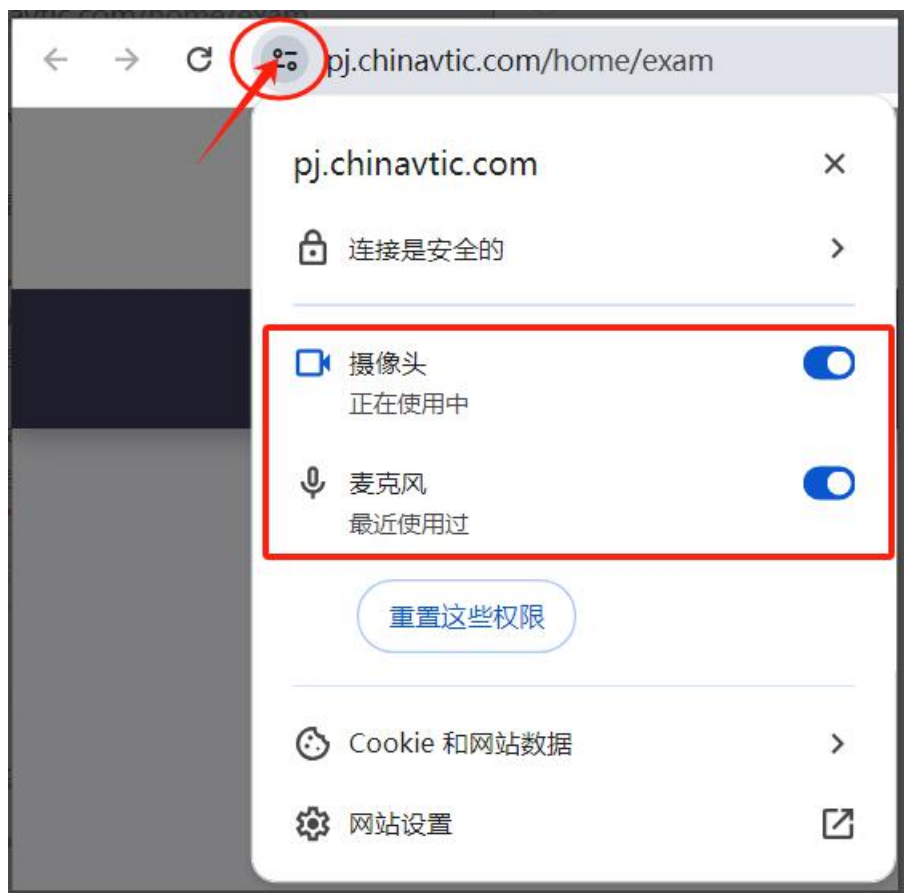 pj.chinavtic.com/home/exam
pj.chinavtic.com
连接是安全的
摄像头
正在使用中
麦克风
最近使用过
重置这些权限
Cookie 和网站数据
网站设置